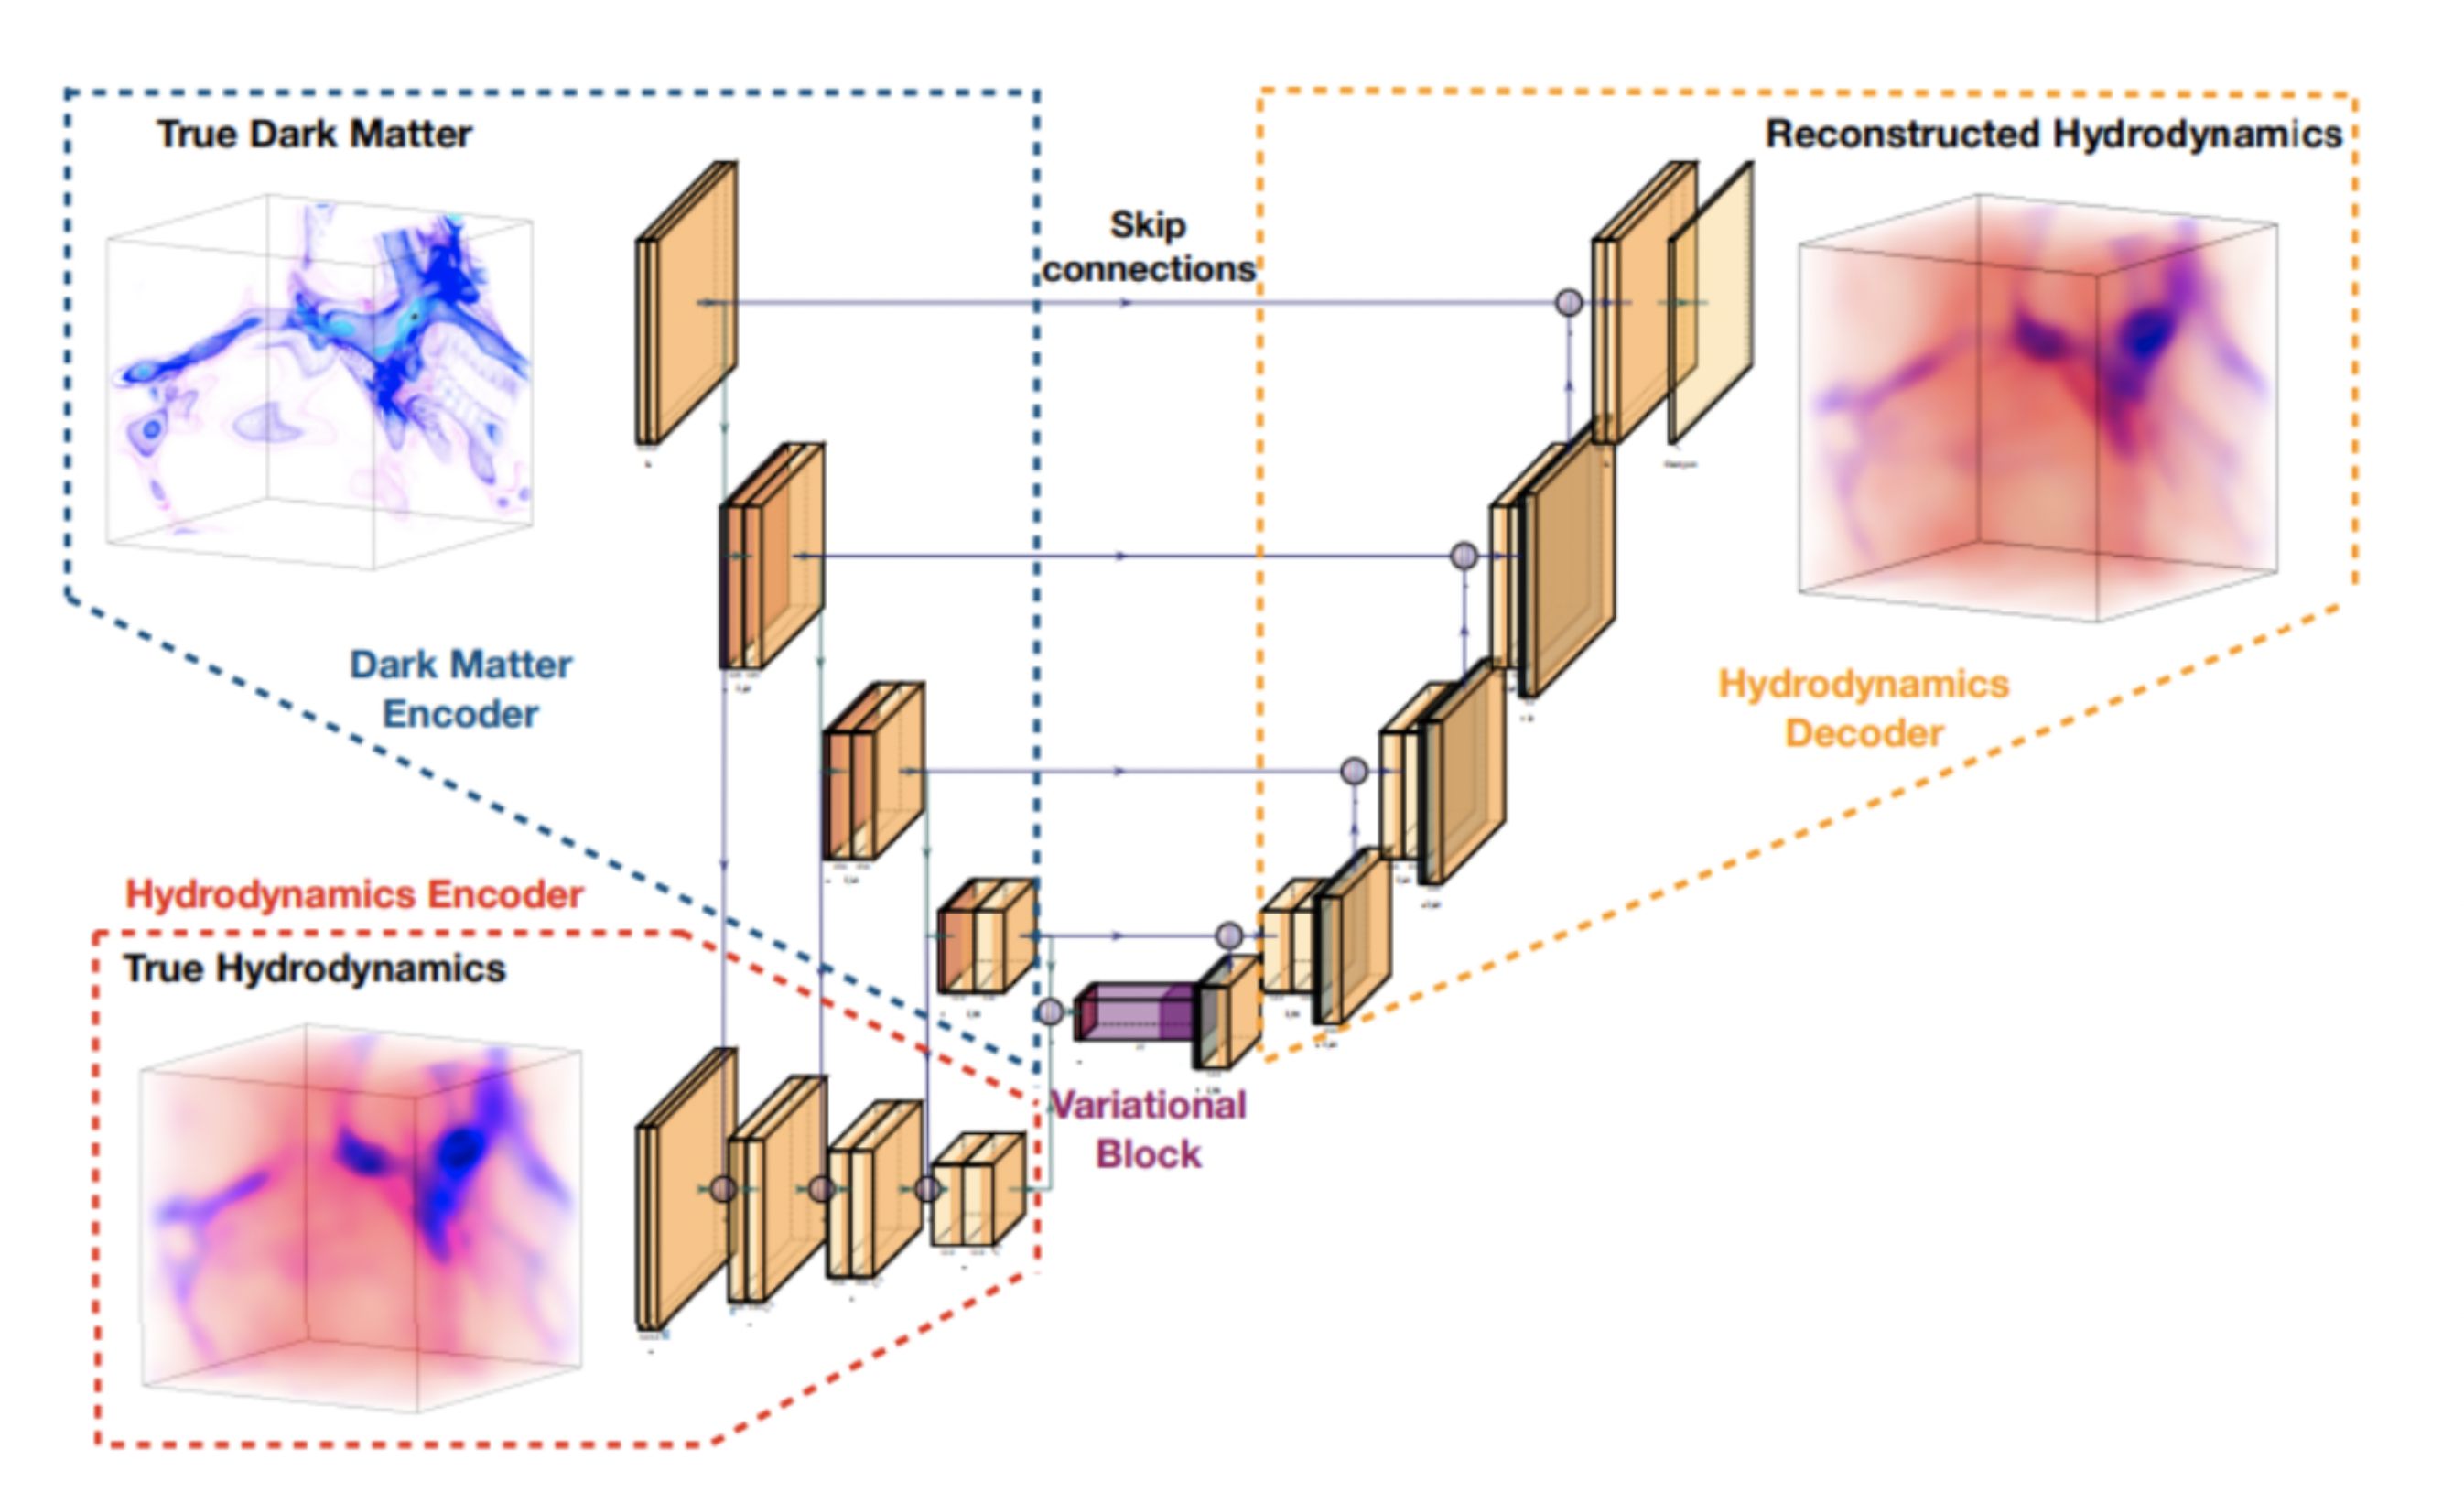 True Dark Matter
Reconstructed Hydrodynamics
Skip
connections
Dark Matter
Encoder
Hydrodynamics
Decoder
Hydrodynamics Encoder
True Hydrodynamics
Variational
Block